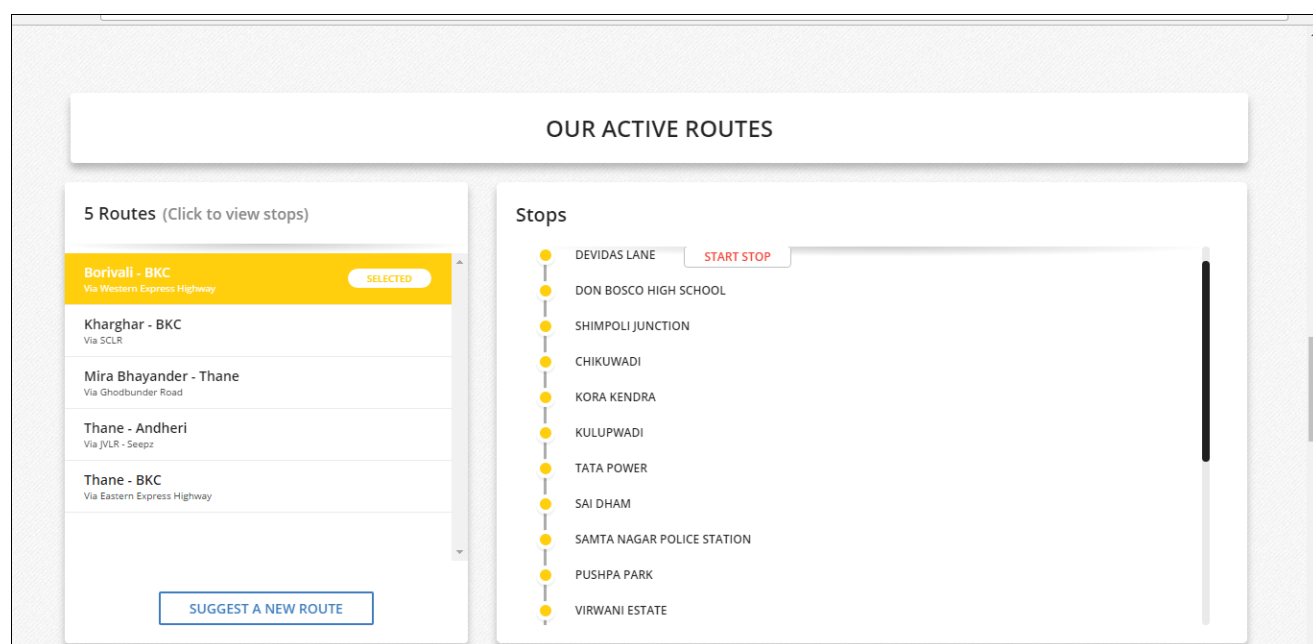 OUR ACTIVE ROUTES
5 Routes (Click to view stops)
Borivali - BKC
Via Western Express Highway
SELECTED
Kharghar - BKC
Via SCLR
Mira Bhayander - Thane
Via Ghodbunder Road
Thane - Andheri
Via JVLR - Seepz
Thane - BKC
Via Eastern Express Highway
SUGGEST A NEW ROUTE
Stops
DEVIDAS LANE START STOP
DON BOSCO HIGH SCHOOL
SHIMPOLI JUNCTION
CHIKUWADI
KORA KENDRA
KULUPWADI
TATA POWER
SAI DHAM
SAMTA NAGAR POLICE STATION
PUSHPA PARK
VIRWANI ESTATE